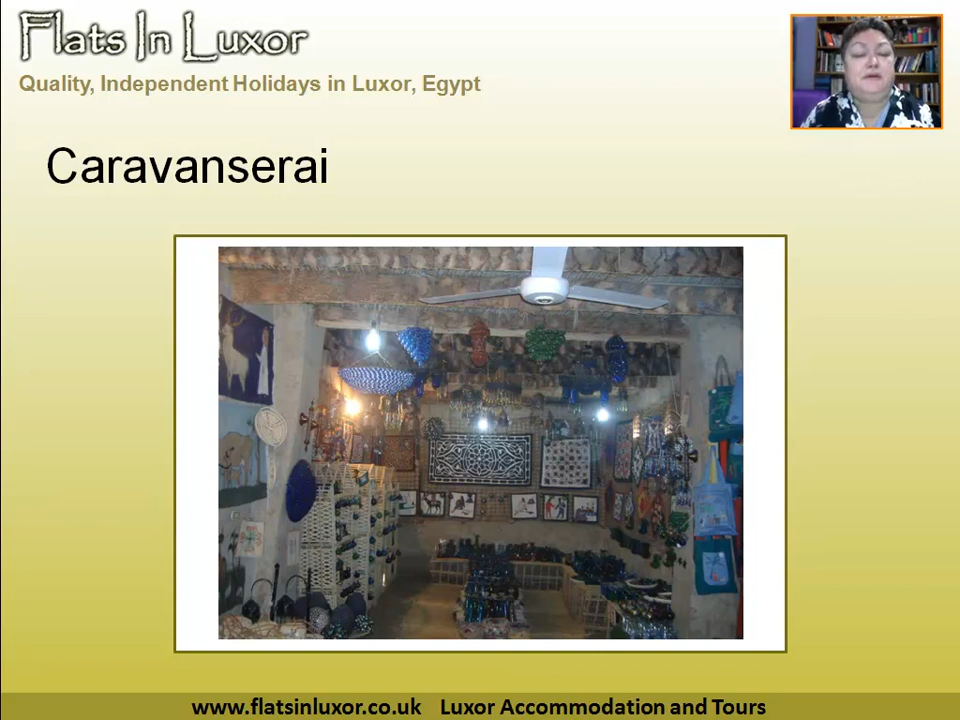 Flats In Luxor
Quality, Independent Holidays in Luxor, Egypt
Caravanserai
www.flatsinluxor.co.uk Luxor Accommodation and Tours